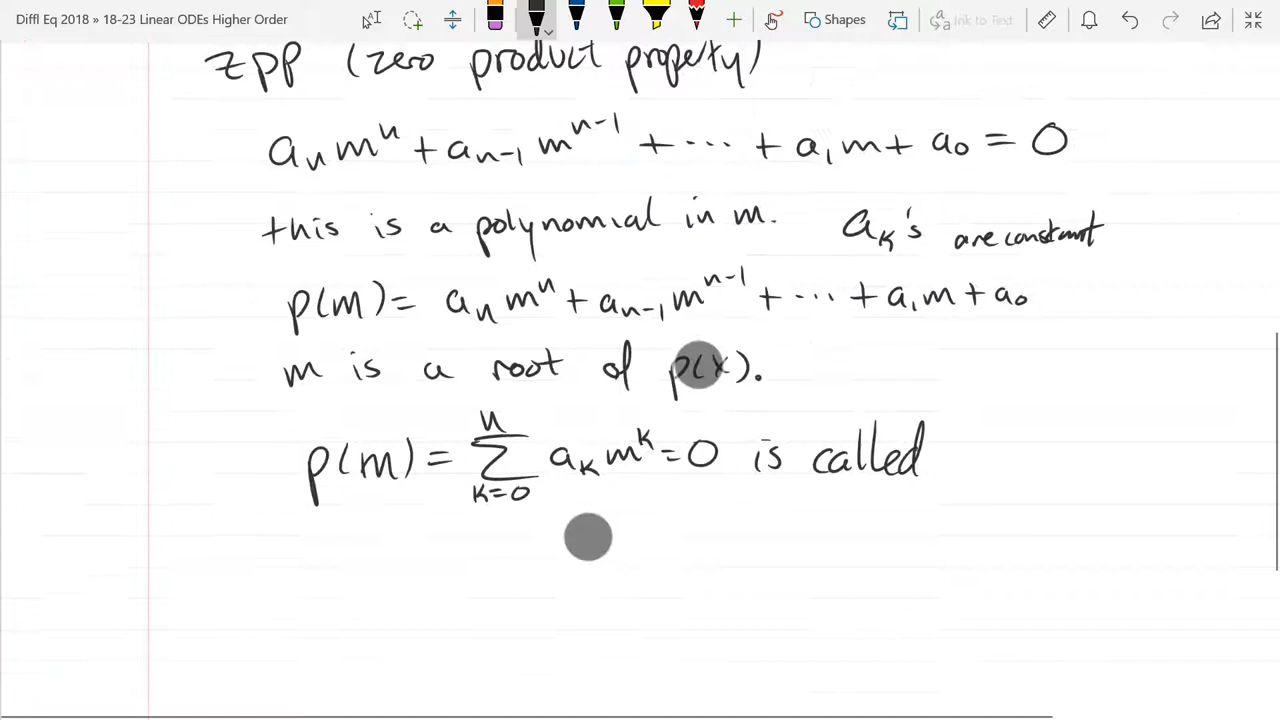 Diffl Eq 2018 » 18-23 Linear ODEs Higher Order
Shapes
Ink to Text
zpp (zero product property)
aₙmⁿ + aₙ₋₁mⁿ⁻¹ + ⋯ + a₁m + a₀ = 0
this is a polynomial in m. aₖ's are constant
p(m) = aₙmⁿ + aₙ₋₁mⁿ⁻¹ + ⋯ + a₁m + a₀
m is a root of p(x).
p(m) = ∑ₖ₌₀ⁿ aₖmᵏ = 0 is called